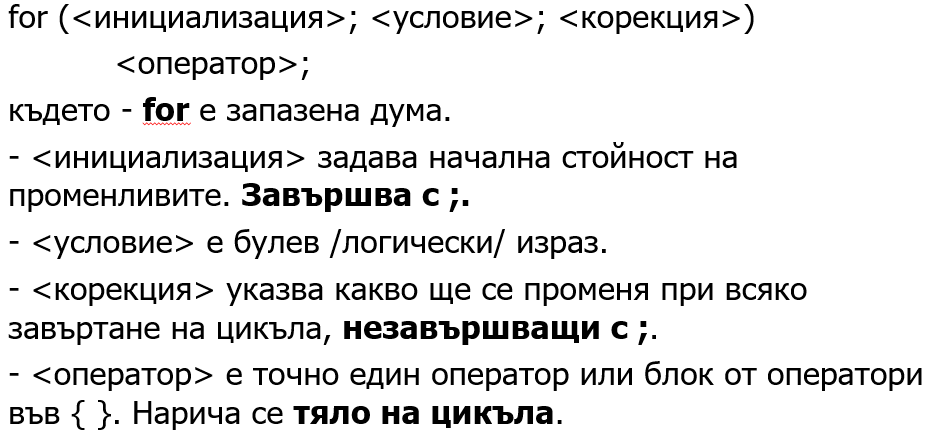 for (<инициализация>; <условие>; <корекция>)
<оператор>;
където - for е запазена дума.
- <инициализация> задава начална стойност на
променливите. Завършва с ;.
- <условие> е булев /логически/ израз.
- <корекция> указва какво ще се променя при всяко
завъртане на цикъла, незавършващи с ;.
- <оператор> е точно един оператор или блок от оператори
във { }. Нарича се тяло на цикъла.